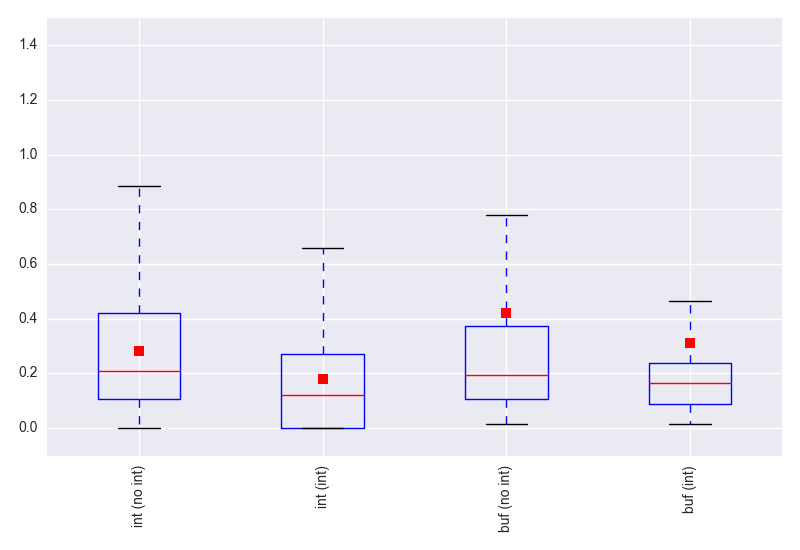 1.4
1.2
1.0
0.8
0.6
0.4
0.2
0.0
int (no int)
int (int)
buf (no int)
buf (int)